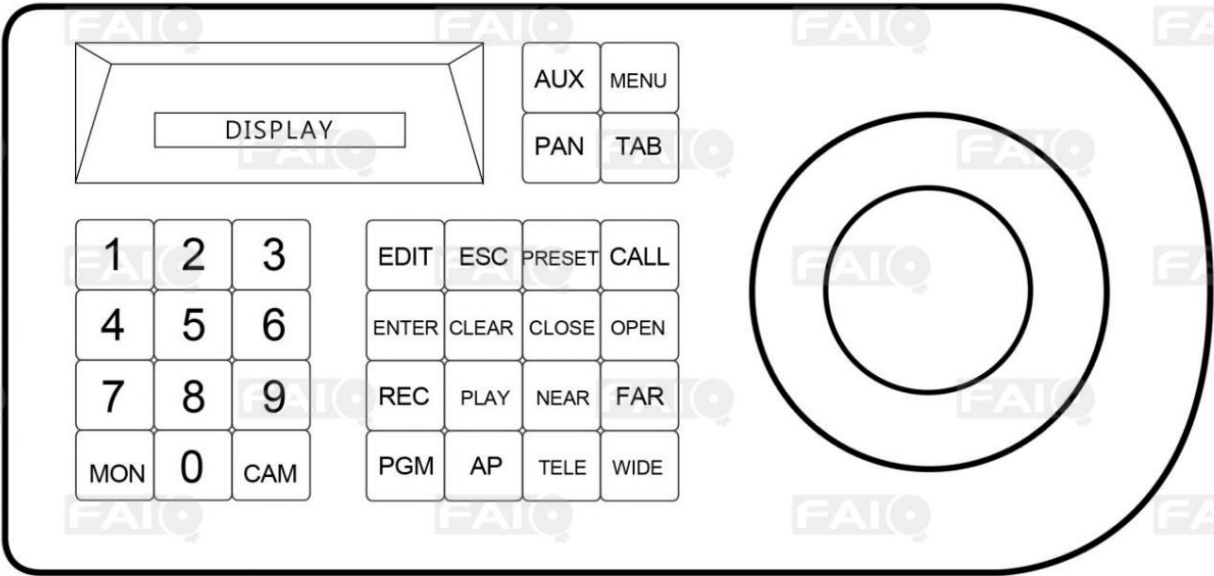 DISPLAY
AUX MENU
PAN TAB
1 2 3
4 5 6
7 8 9
MON 0 CAM
EDIT ESC PRESET CALL
ENTER CLEAR CLOSE OPEN
REC PLAY NEAR FAR
PGM AP TELE WIDE
FAIQ